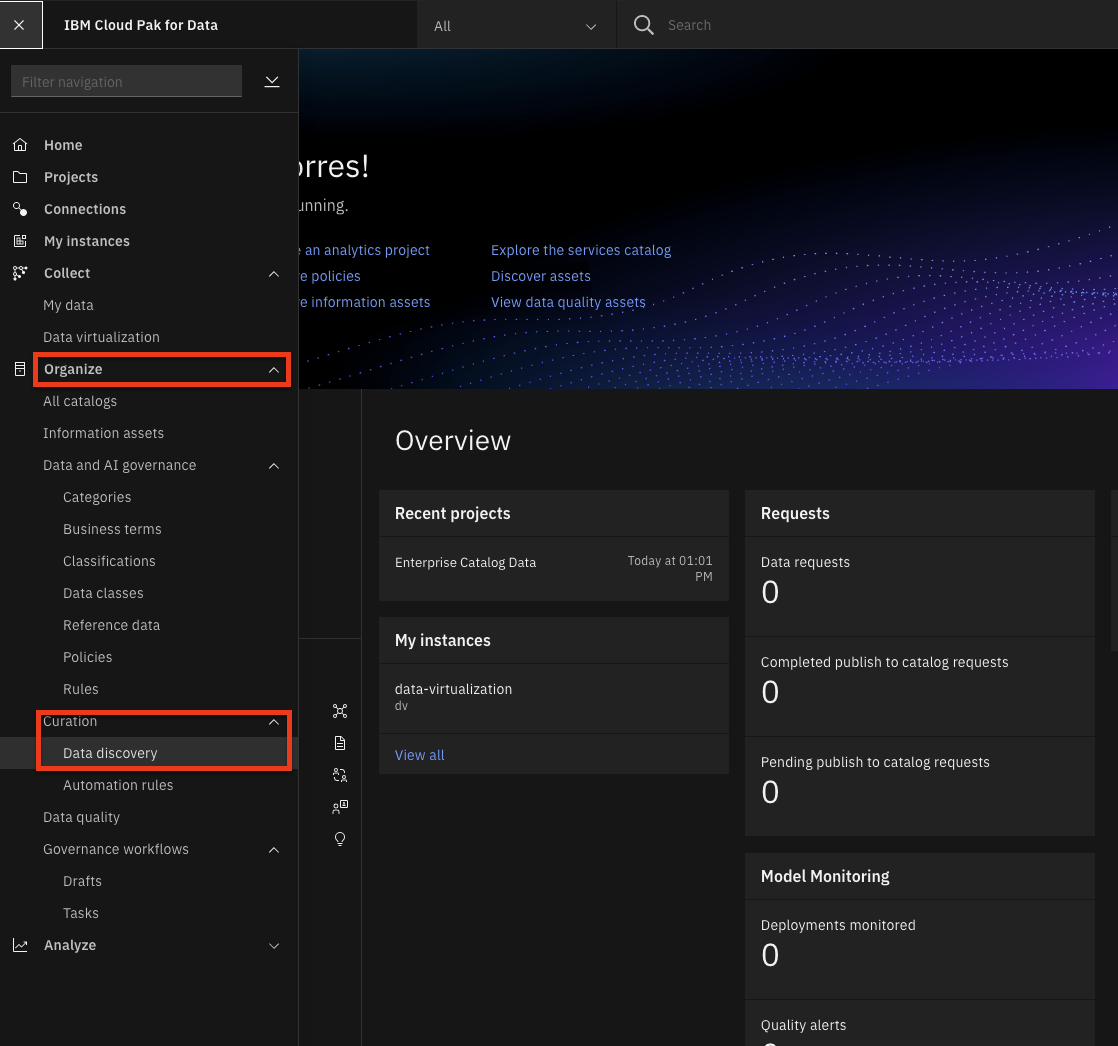 IBM Cloud Pak for Data
All
Search
Filter navigation
Home
Projects
Connections
My instances
Collect
My data
Data virtualization
Organize
All catalogs
Information assets
Data and AI governance
Categories
Business terms
Classifications
Data classes
Reference data
Policies
Rules
Curation
Data discovery
Automation rules
Data quality
Governance workflows
Drafts
Tasks
Analyze
orres!
unning.
e an analytics project
Explore the services catalog
re policies
Discover assets
re information assets
View data quality assets
Overview
Recent projects
Enterprise Catalog Data
Today at 01:01
PM
My instances
data-virtualization
dv
View all
Requests
Data requests
0
Completed publish to catalog requests
0
Pending publish to catalog requests
0
Model Monitoring
Deployments monitored
0
Quality alerts